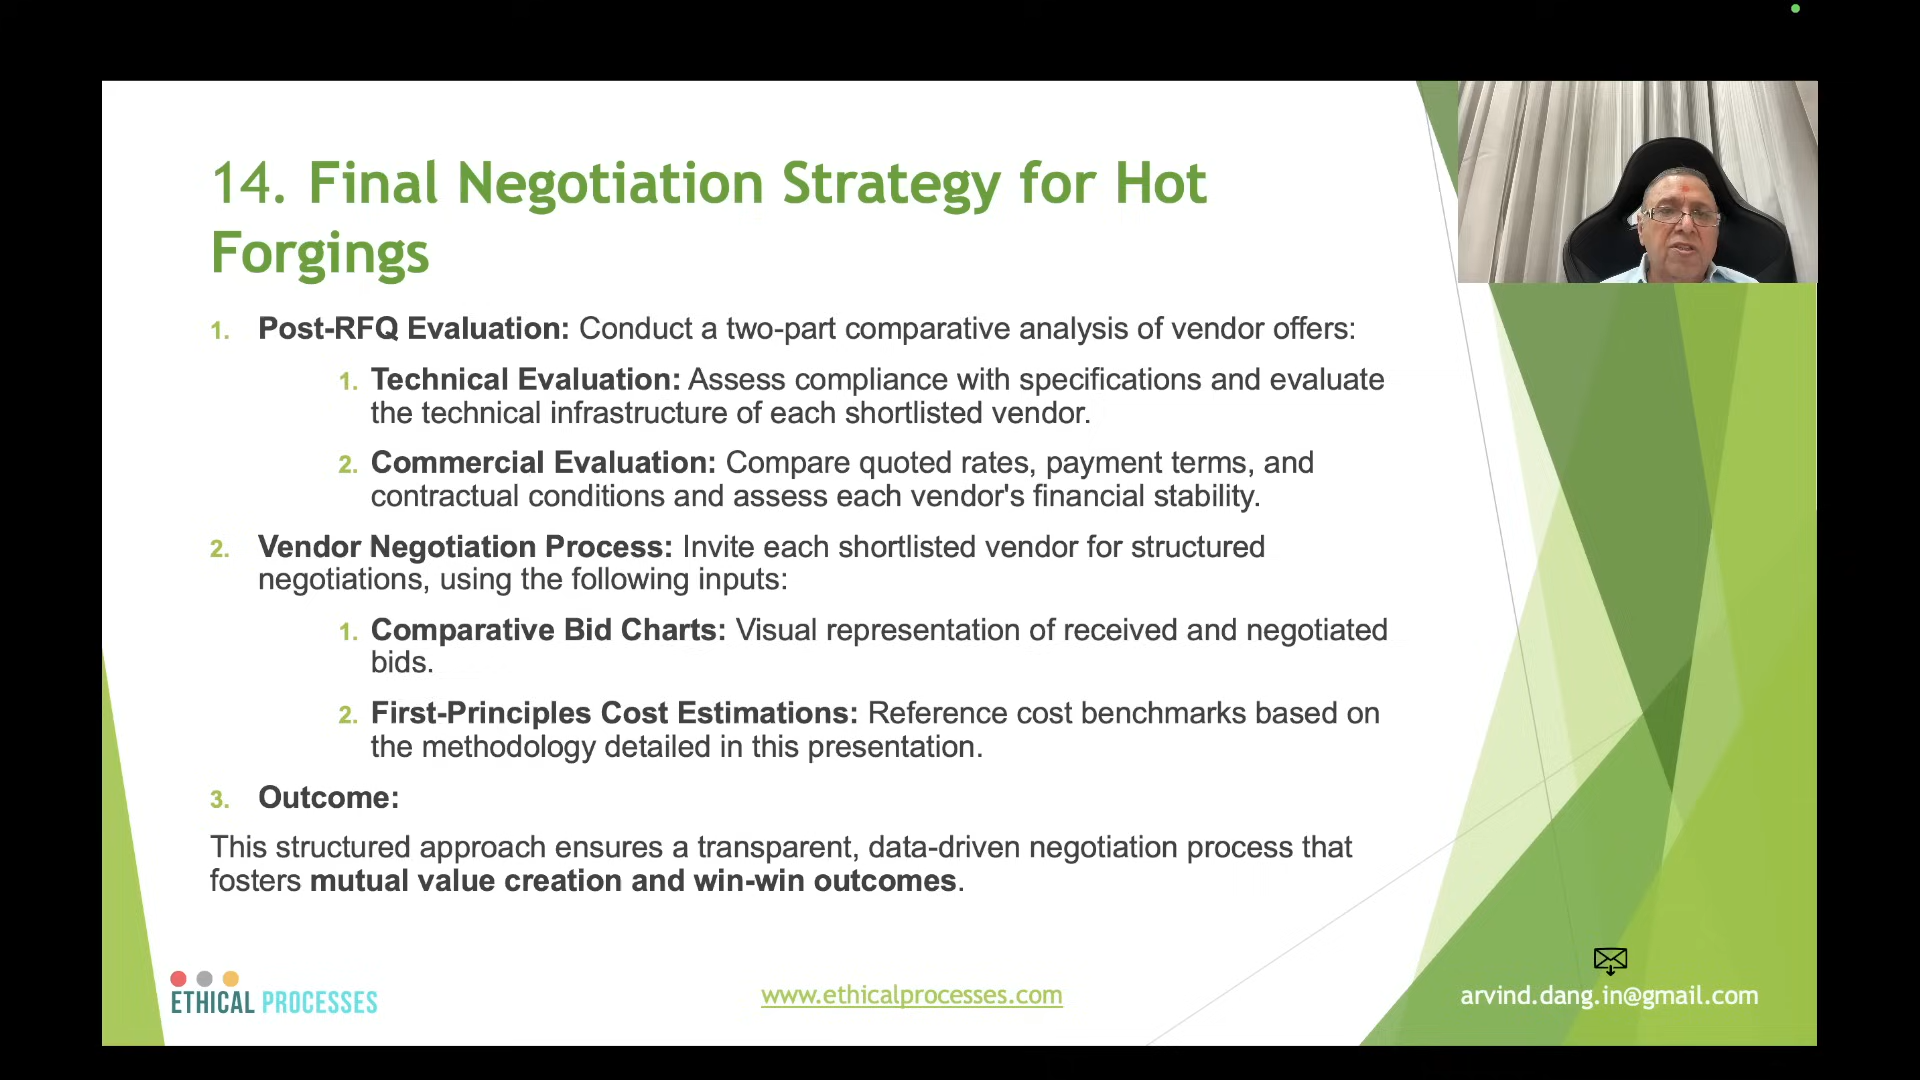 14. Final Negotiation Strategy for Hot
Forgings
1. Post-RFQ Evaluation: Conduct a two-part comparative analysis of vendor offers:
1. Technical Evaluation: Assess compliance with specifications and evaluate
the technical infrastructure of each shortlisted vendor.
2. Commercial Evaluation: Compare quoted rates, payment terms, and
contractual conditions and assess each vendor's financial stability.
2. Vendor Negotiation Process: Invite each shortlisted vendor for structured
negotiations, using the following inputs:
1. Comparative Bid Charts: Visual representation of received and negotiated
bids.
2. First-Principles Cost Estimations: Reference cost benchmarks based on
the methodology detailed in this presentation.
3. Outcome:
This structured approach ensures a transparent, data-driven negotiation process that
fosters mutual value creation and win-win outcomes.
ETHICAL PROCESSES
www.ethicalprocesses.com
arvind.dang.in@gmail.com